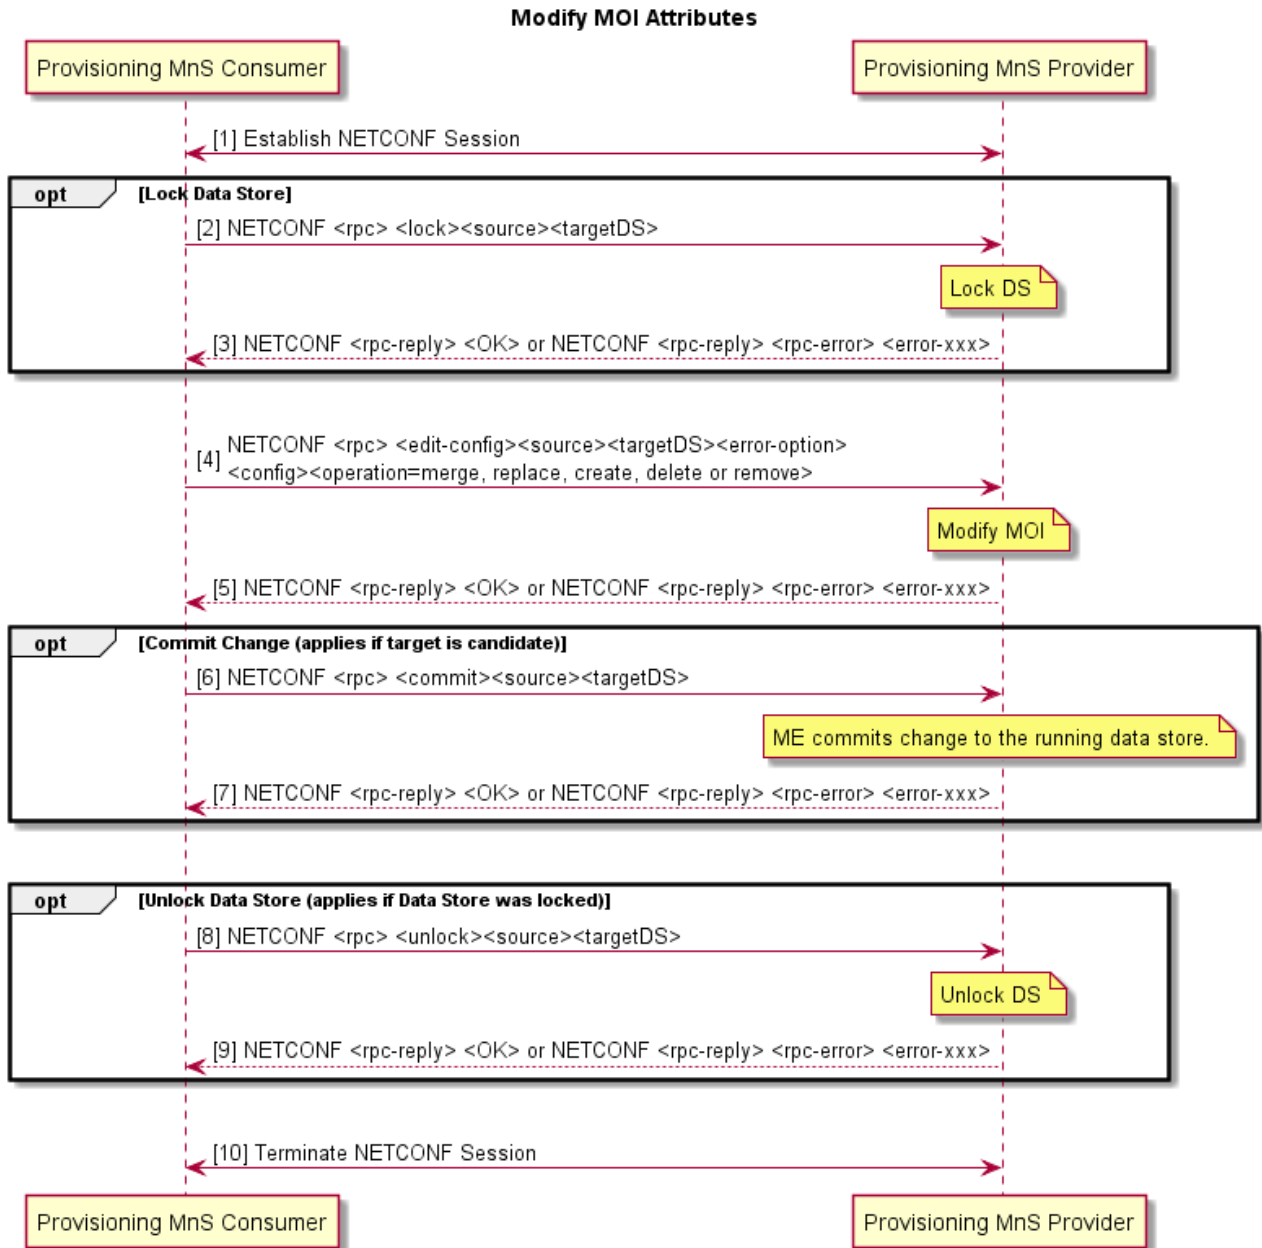 Modify MOI Attributes
Provisioning MnS Consumer
Provisioning MnS Provider
[1] Establish NETCONF Session
opt [Lock Data Store]
[2] NETCONF <rpc> <lock><source><targetDS>
Lock DS
[3] NETCONF <rpc-reply> <OK> or NETCONF <rpc-reply> <rpc-error> <error-xxx>
[4] NETCONF <rpc> <edit-config><source><targetDS><error-option>
<config><operation=merge, replace, create, delete or remove>
Modify MOI
[5] NETCONF <rpc-reply> <OK> or NETCONF <rpc-reply> <rpc-error> <error-xxx>
opt [Commit Change (applies if target is candidate)]
[6] NETCONF <rpc> <commit><source><targetDS>
ME commits change to the running data store.
[7] NETCONF <rpc-reply> <OK> or NETCONF <rpc-reply> <rpc-error> <error-xxx>
opt [Unlock Data Store (applies if Data Store was locked)]
[8] NETCONF <rpc> <unlock><source><targetDS>
Unlock DS
[9] NETCONF <rpc-reply> <OK> or NETCONF <rpc-reply> <rpc-error> <error-xxx>
[10] Terminate NETCONF Session
Provisioning MnS Consumer
Provisioning MnS Provider